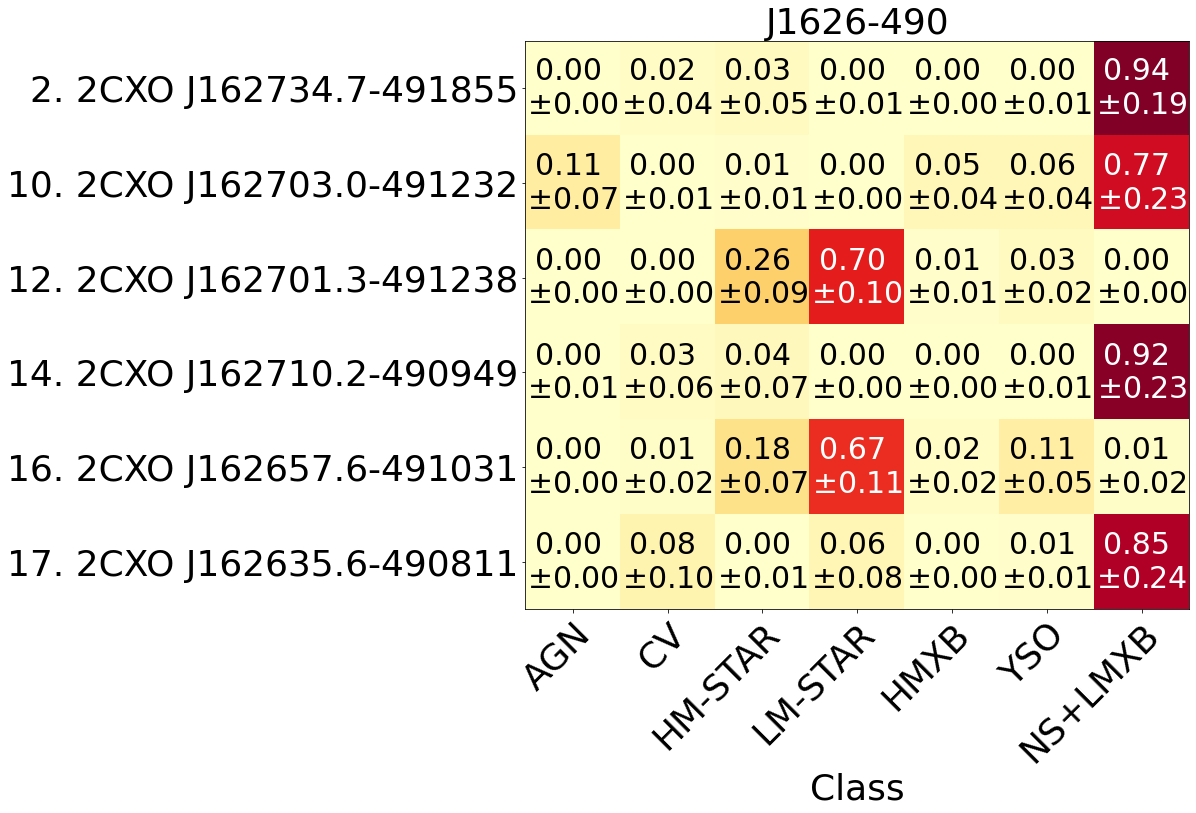 J1626-490
2. 2CXO J162734.7-491855 0.00 0.02 0.03 0.00 0.00 0.00 0.94
±0.00 ±0.04 ±0.05 ±0.01 ±0.00 ±0.01 ±0.19
10. 2CXO J162703.0-491232 0.11 0.00 0.01 0.00 0.05 0.06 0.77
±0.07 ±0.01 ±0.01 ±0.00 ±0.04 ±0.04 ±0.23
12. 2CXO J162701.3-491238 0.00 0.00 0.26 0.70 0.01 0.03 0.00
±0.00 ±0.00 ±0.09 ±0.10 ±0.01 ±0.02 ±0.00
14. 2CXO J162710.2-490949 0.00 0.03 0.04 0.00 0.00 0.00 0.92
±0.01 ±0.06 ±0.07 ±0.00 ±0.00 ±0.01 ±0.23
16. 2CXO J162657.6-491031 0.00 0.01 0.18 0.67 0.02 0.11 0.01
±0.00 ±0.02 ±0.07 ±0.11 ±0.02 ±0.05 ±0.02
17. 2CXO J162635.6-490811 0.00 0.08 0.00 0.06 0.00 0.01 0.85
±0.00 ±0.10 ±0.01 ±0.08 ±0.00 ±0.01 ±0.24
AGN CV HM-STAR LM-STAR HMXB YSO NS+LMXB
Class